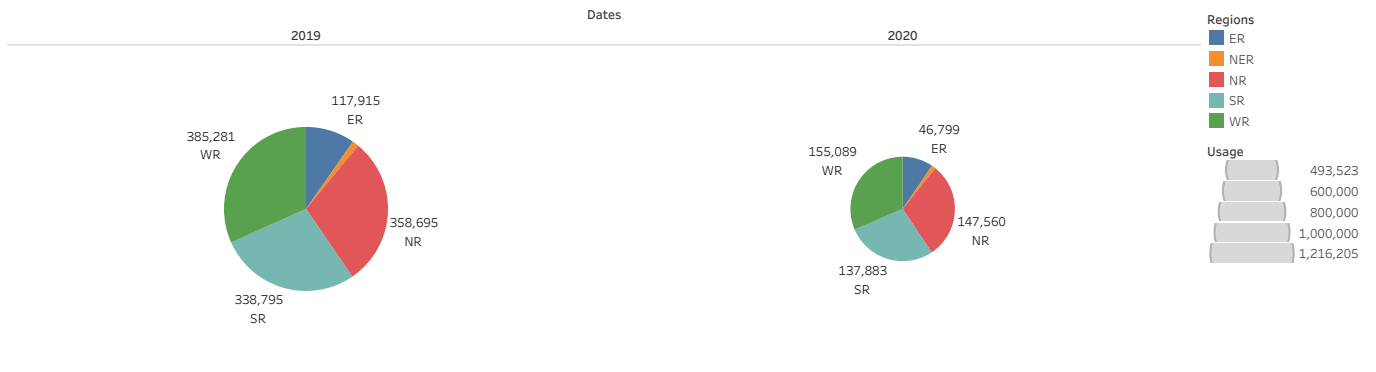 Dates
2019
2020
117,915
ER
385,281
WR
358,695
NR
338,795
SR
46,799
ER
155,089
WR
147,560
NR
137,883
SR
Regions
ER
NER
NR
SR
WR
Usage
493,523
600,000
800,000
1,000,000
1,216,205